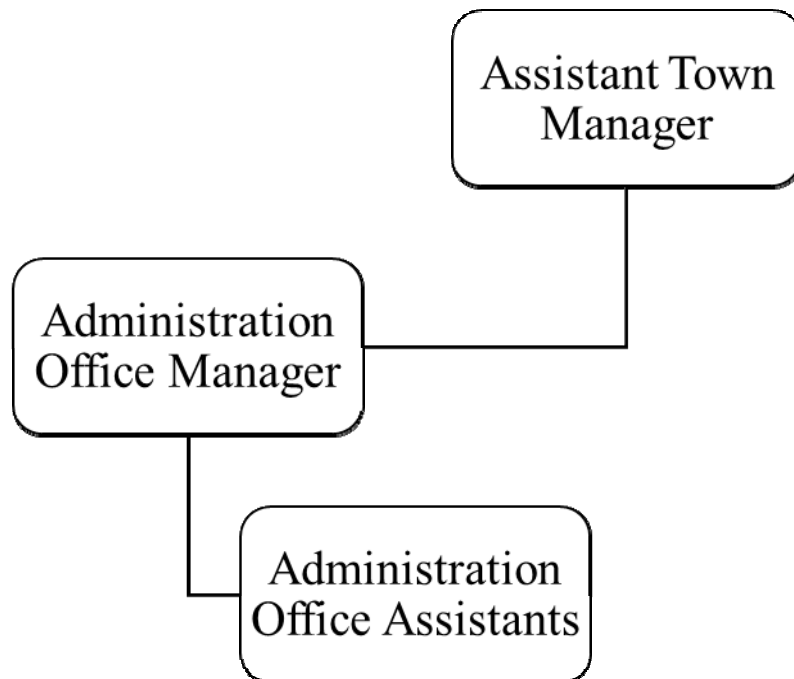 Assistant Town
Manager
Administration
Office Manager
Administration
Office Assistants